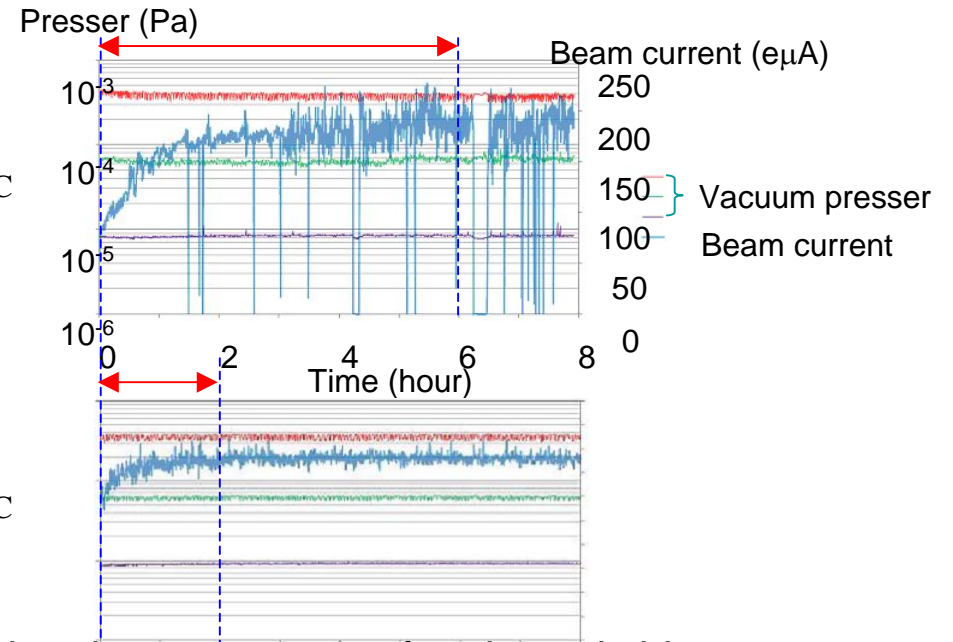 Presser (Pa)
Beam current (eμA)
10-3
250
200
10-4
C
150
Vacuum presser
100
Beam current
10-5
50
10-6
0
0 2 4 6 8
Time (hour)
C